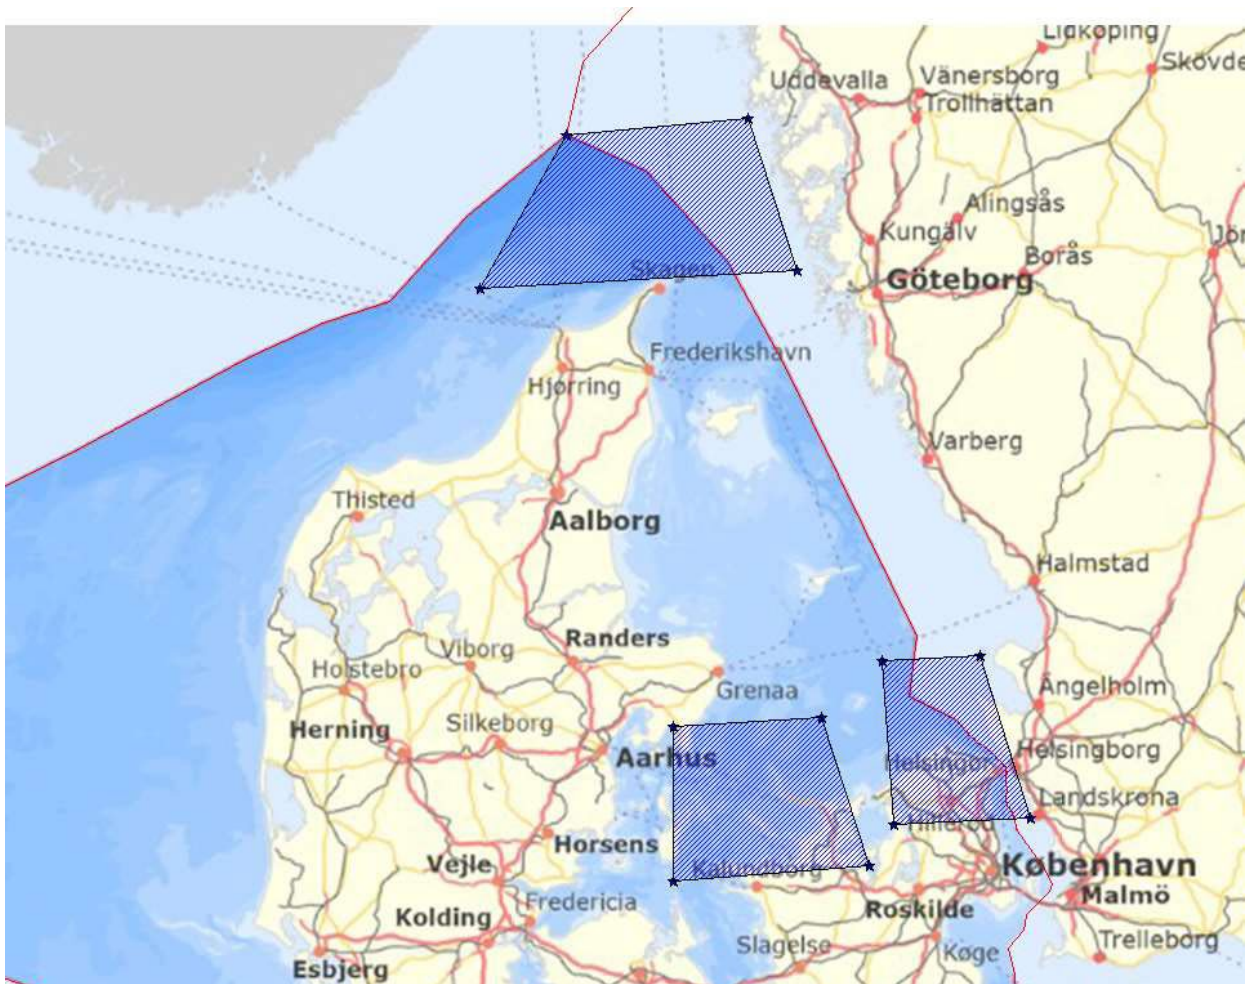 Lidköping
Skövde
Uddevalla
Vänersborg
Trollhättan
Alingsås
Kungälv
Borås
Jör
Göteborg
Skagen
Frederikshavn
Hjørring
Varberg
Thisted
Aalborg
Halmstad
Randers
Viborg
Holstebro
Grenaa
Ängelholm
Herning
Silkeborg
Aarhus
Helsingør
Helsingborg
Landskrona
Hillerød
Horsens
Vejle
Kalundborg
København
Malmö
Fredericia
Kolding
Roskilde
Slagelse
Køge
Trelleborg
Esbjerg